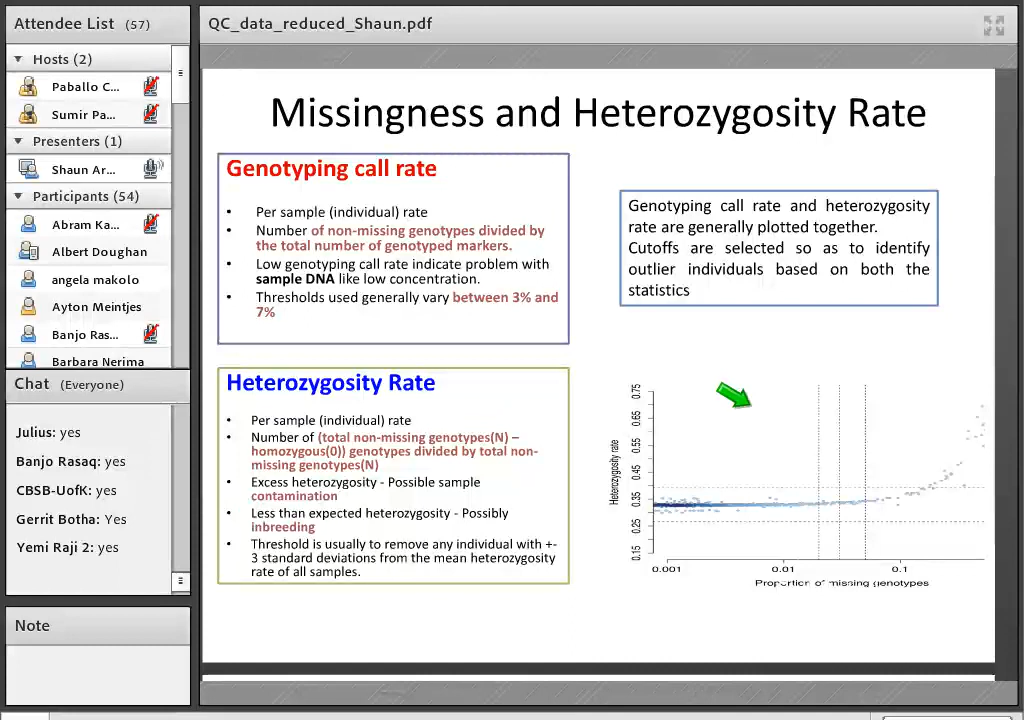 Attendee List (57)
Hosts (2)
Paballo C...
Sumir Pa...
Presenters (1)
Shaun Ar...
Participants (54)
Abram Ka...
Albert Doughan
angela makolo
Ayton Meintjes
Banjo Ras...
Barbara Nerima
Chat (Everyone)
Julius: yes
Banjo Rasaq: yes
CBSB-UofK: yes
Gerrit Botha: Yes
Yemi Raji 2: yes
Note
QC_data_reduced_Shaun.pdf
Missingness and Heterozygosity Rate
Genotyping call rate
• Per sample (individual) rate
• Number of non-missing genotypes divided by
the total number of genotyped markers.
• Low genotyping call rate indicate problem with
sample DNA like low concentration.
• Thresholds used generally vary between 3% and
7%
Heterozygosity Rate
• Per sample (individual) rate
• Number of (total non-missing genotypes(N) –
homozygous(0)) genotypes divided by total non-
missing genotypes(N)
• Excess heterozygosity - Possible sample
contamination
• Less than expected heterozygosity - Possibly
inbreeding
• Threshold is usually to remove any individual with +-
3 standard deviations from the mean heterozygosity
rate of all samples.
Genotyping call rate and heterozygosity
rate are generally plotted together.
Cutoffs are selected so as to identify
outlier individuals based on both the
statistics
Heterozygosity rate
0.75
0.65
0.55
0.45
0.35
0.25
0.15
0.001 0.01 0.1
Proportion of missing genotypes